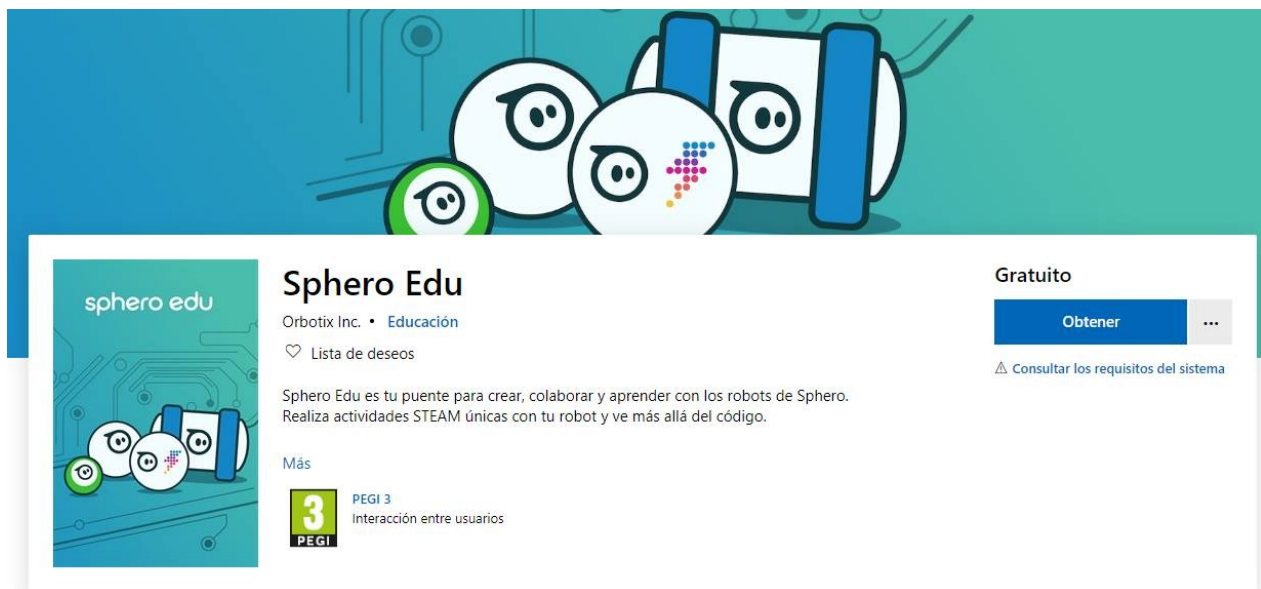 sphero edu
Sphero Edu
Orbotix Inc. • Educación
Lista de deseos
Sphero Edu es tu puente para crear, colaborar y aprender con los robots de Sphero.
Realiza actividades STEAM únicas con tu robot y ve más allá del código.
Más
3
PEGI
PEGI 3
Interacción entre usuarios
Gratuito
Obtener
...
Consultar los requisitos del sistema